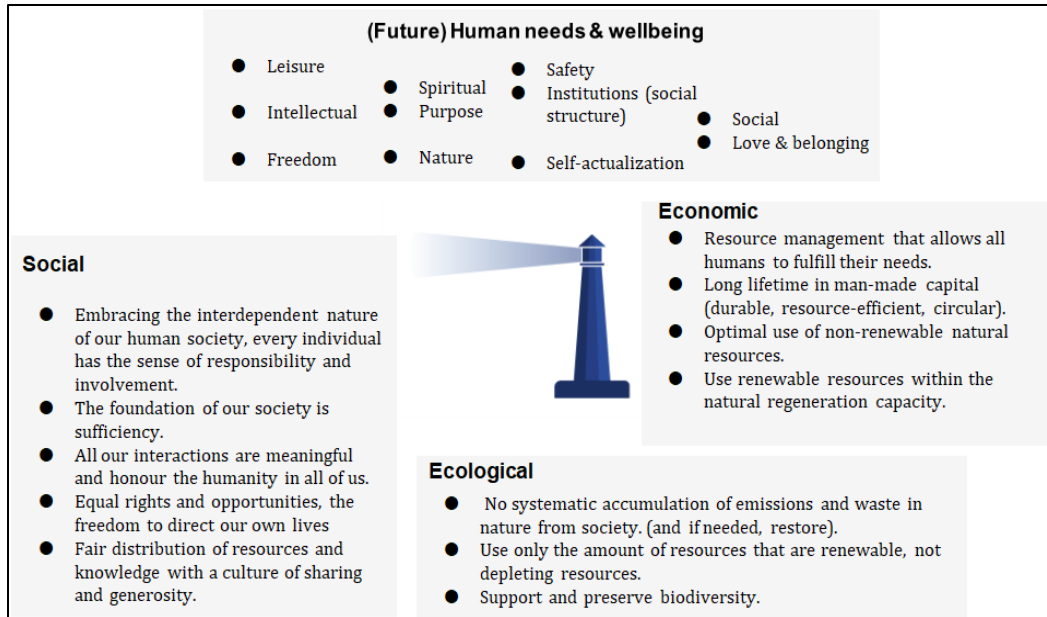 (Future) Human needs & wellbeing
● Leisure
● Intellectual
● Freedom
● Spiritual
● Purpose
● Nature
● Safety
● Institutions (social
structure)
● Self-actualization
● Social
● Love & belonging
Social
● Embracing the interdependent nature
of our human society, every individual
has the sense of responsibility and
involvement.
● The foundation of our society is
sufficiency.
● All our interactions are meaningful
and honour the humanity in all of us.
● Equal rights and opportunities, the
freedom to direct our own lives
● Fair distribution of resources and
knowledge with a culture of sharing
and generosity.
Economic
● Resource management that allows all
humans to fulfill their needs.
● Long lifetime in man-made capital
(durable, resource-efficient, circular).
● Optimal use of non-renewable natural
resources.
● Use renewable resources within the
natural regeneration capacity.
Ecological
● No systematic accumulation of emissions and waste in
nature from society. (and if needed, restore).
● Use only the amount of resources that are renewable, not
depleting resources.
● Support and preserve biodiversity.